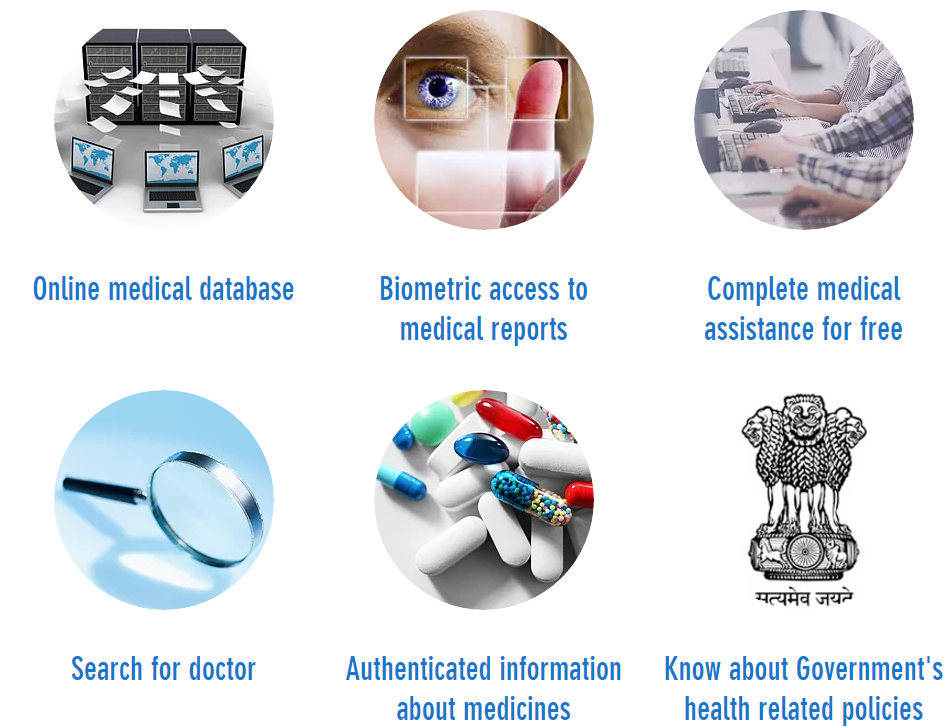 Online medical database
Biometric access to
medical reports
Complete medical
assistance for free
Search for doctor
Authenticated information
about medicines
सत्यमेव जयते
Know about Government's
health related policies